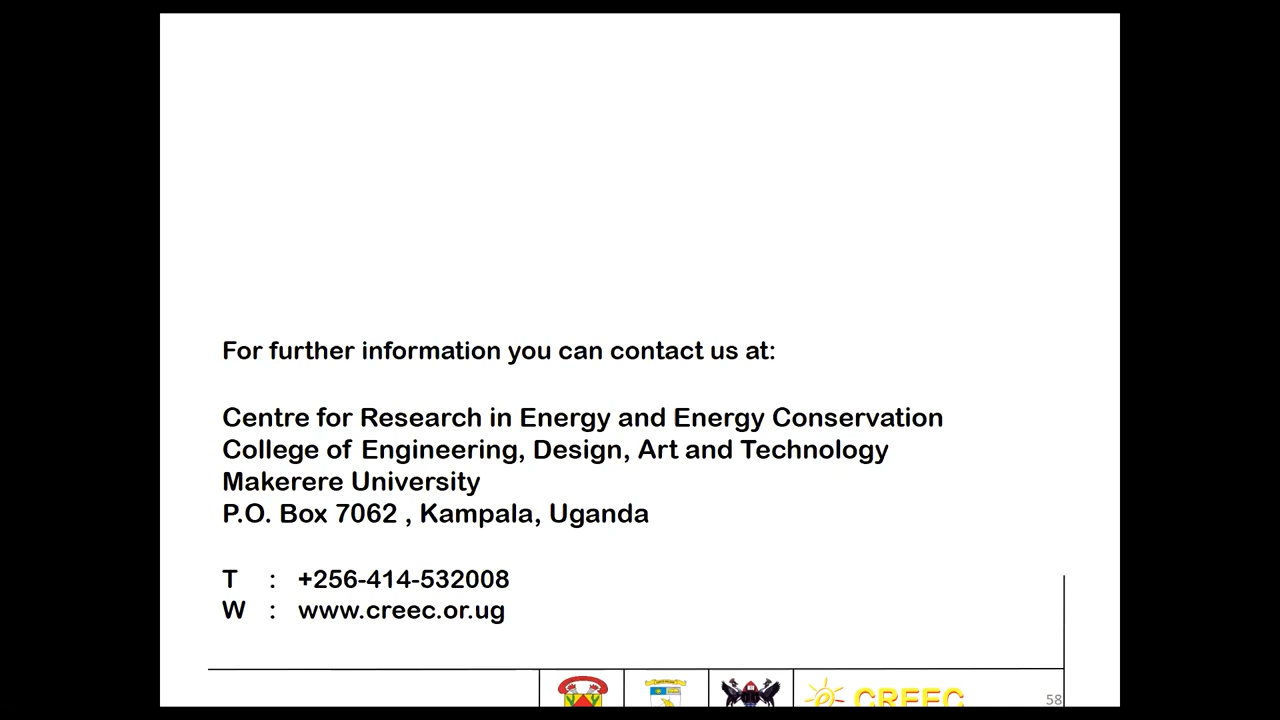 For further information you can contact us at:
Centre for Research in Energy and Energy Conservation
College of Engineering, Design, Art and Technology
Makerere University
P.O. Box 7062 , Kampala, Uganda
T : +256-414-532008
W : www.creec.or.ug
CREEC
58